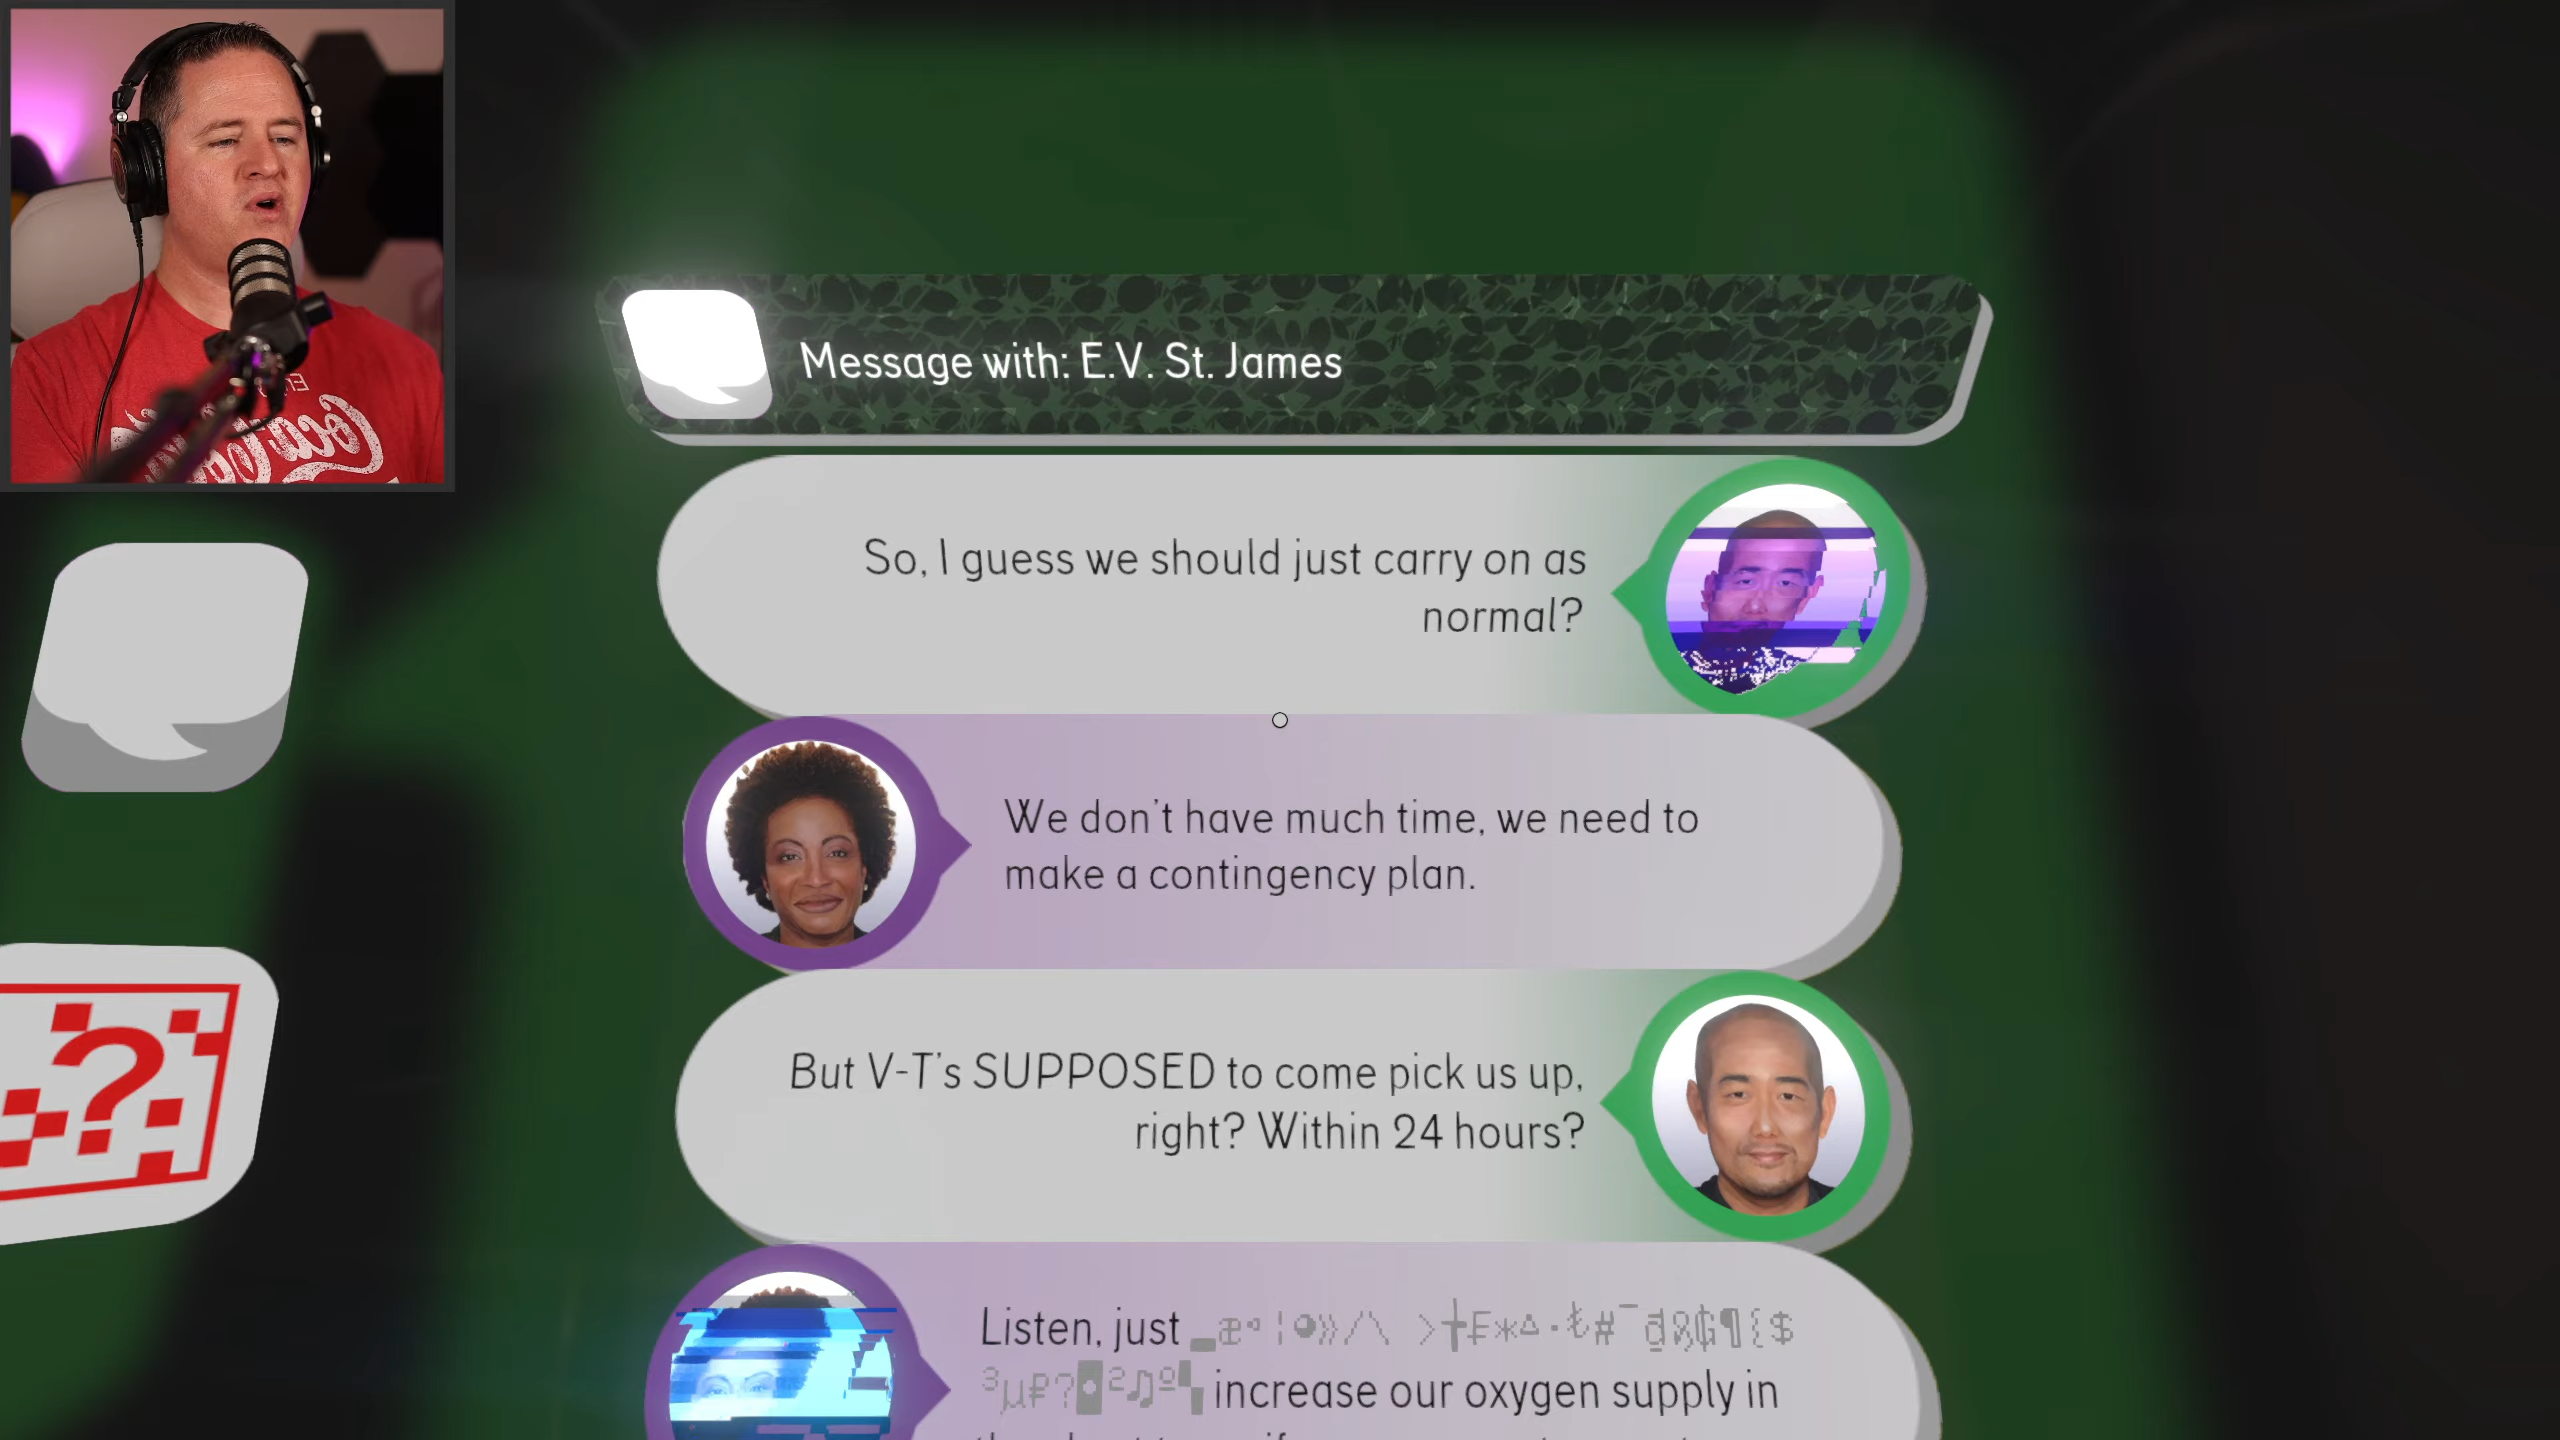 Message with: E.V. St. James
So, I guess we should just carry on as
normal?
We don't have much time, we need to
make a contingency plan.
But V-T's SUPPOSED to come pick us up,
right? Within 24 hours?
Listen, just
increase our oxygen supply in
?
Coca-Cola